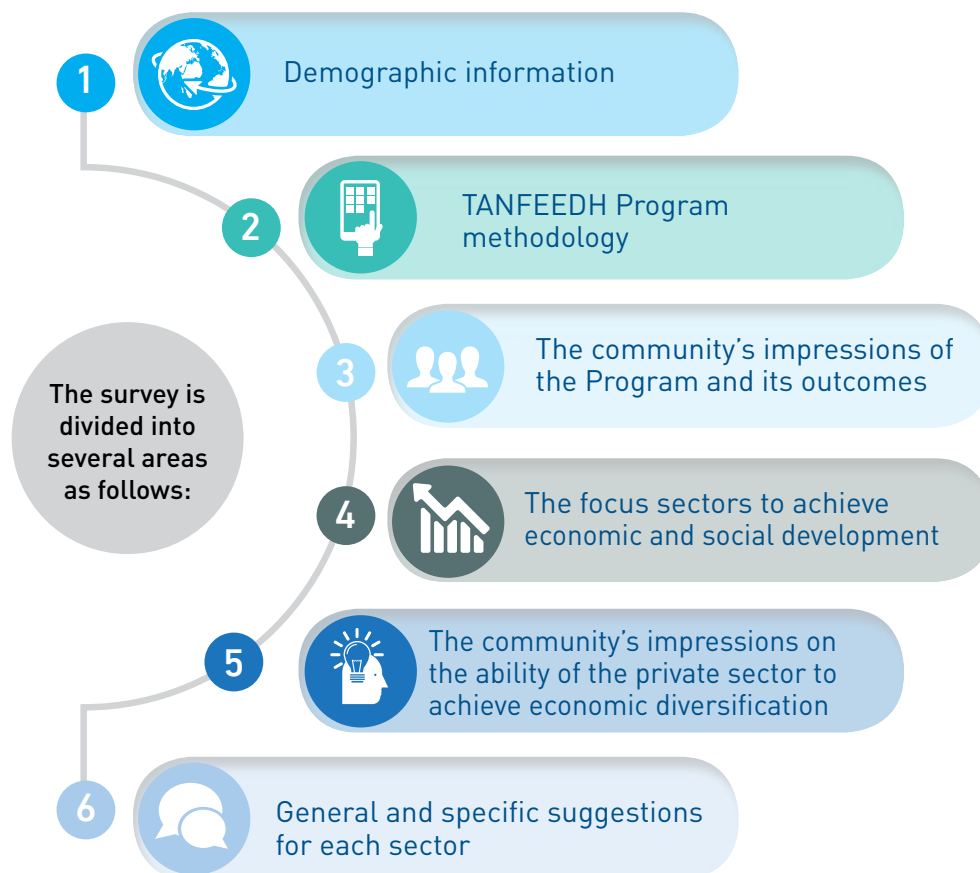 1
Demographic information
2
TANFEEDH Program
methodology
3
The community’s impressions of
the Program and its outcomes
The survey is
divided into
several areas
as follows:
4
The focus sectors to achieve
economic and social development
5
The community’s impressions on
the ability of the private sector to
achieve economic diversification
6
General and specific suggestions
for each sector